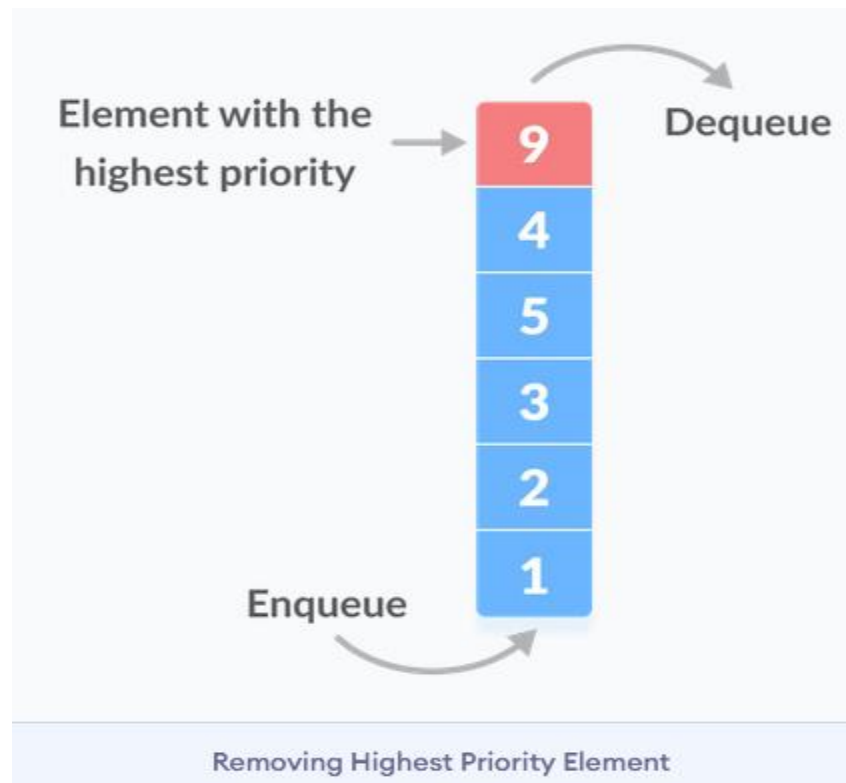 Element with the
highest priority
Dequeue
9
4
5
3
2
1
Enqueue
Removing Highest Priority Element